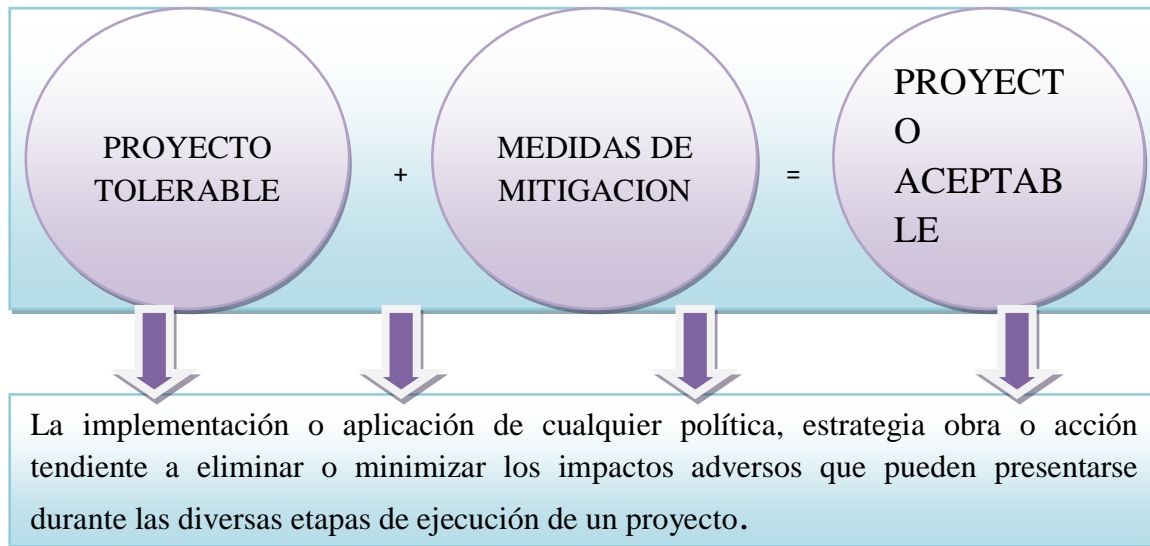 PROYECTO
TOLERABLE
+
MEDIDAS DE
MITIGACION
=
PROYECT
O
ACEPTAB
LE
La implementación o aplicación de cualquier política, estrategia obra o acción
tendiente a eliminar o minimizar los impactos adversos que pueden presentarse
durante las diversas etapas de ejecución de un proyecto.